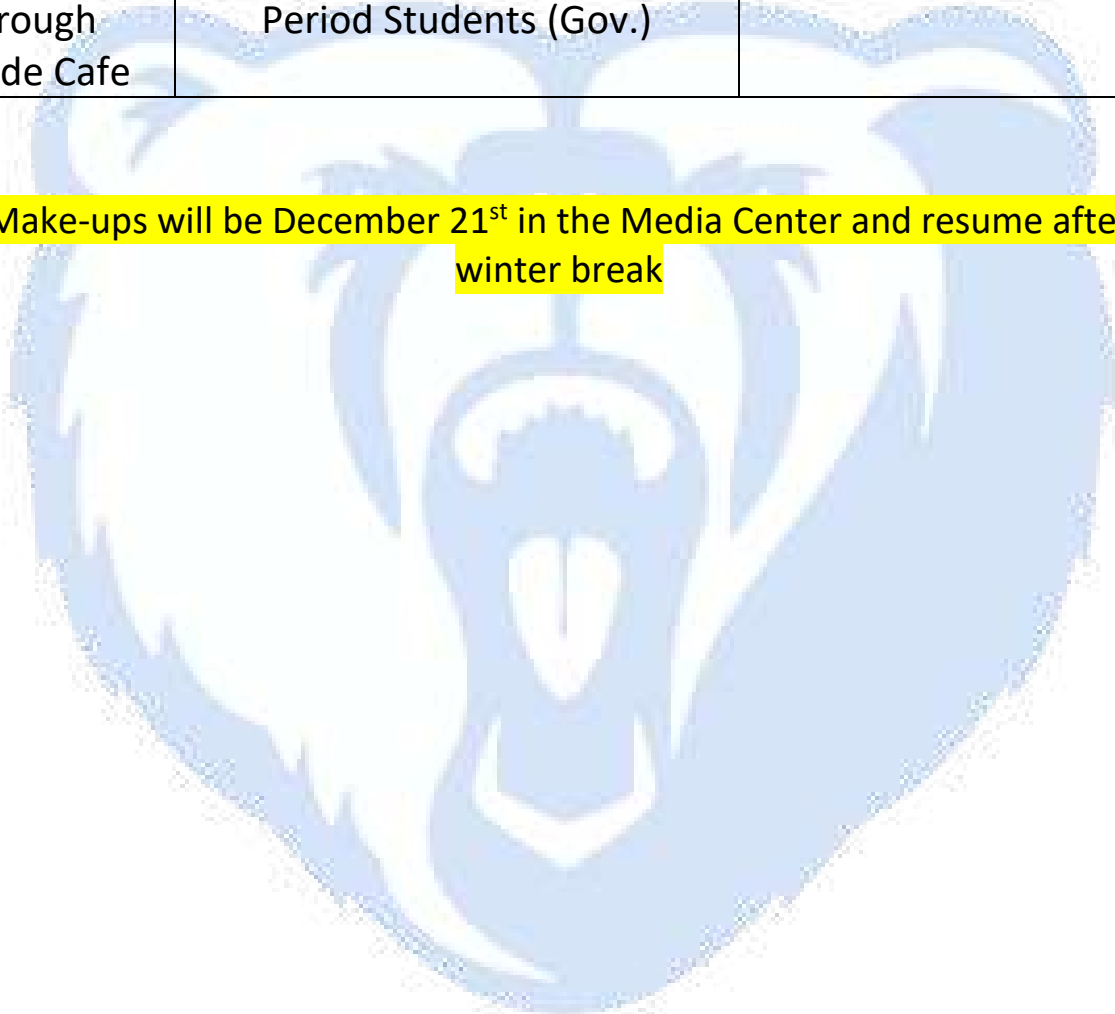 rough
de Cafe
Period Students (Gov.)
Make-ups will be December 21st in the Media Center and resume afte
winter break